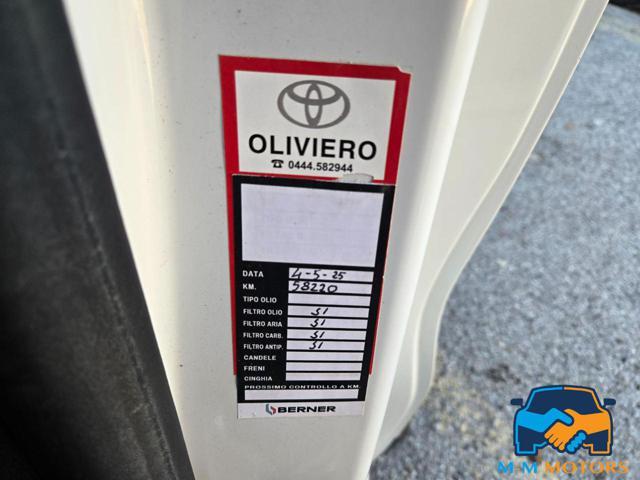 OLIVIERO
☎ 0444.582944
DATA 4-5-25
KM. 58220
TIPO OLIO
FILTRO OLIO SI
FILTRO ARIA SI
FILTRO CARB. SI
FILTRO ANTIP. SI
CANDELE
FRENI
CINGHIA
PROSSIMO CONTROLLO A KM.
BERNER
M·M MOTORS